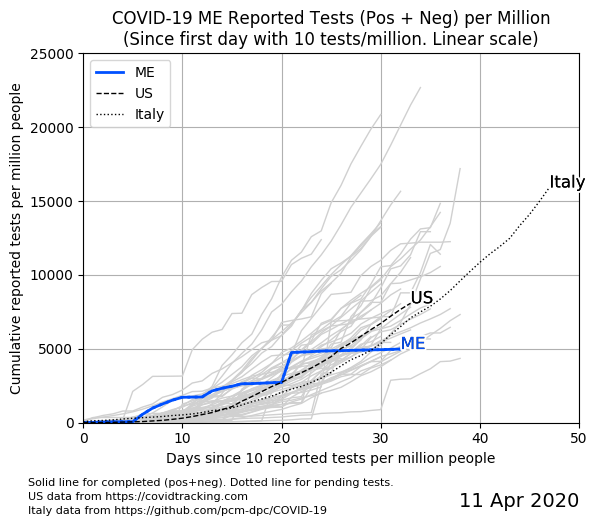 COVID-19 ME Reported Tests (Pos + Neg) per Million
(Since first day with 10 tests/million. Linear scale)
Cumulative reported tests per million people
25000
20000
15000
10000
5000
0
ME
US
Italy
Italy
US
ME
0 10 20 30 40 50
Days since 10 reported tests per million people
Solid line for completed (pos+neg). Dotted line for pending tests.
US data from https://covidtracking.com
Italy data from https://github.com/pcm-dpc/COVID-19
11 Apr 2020